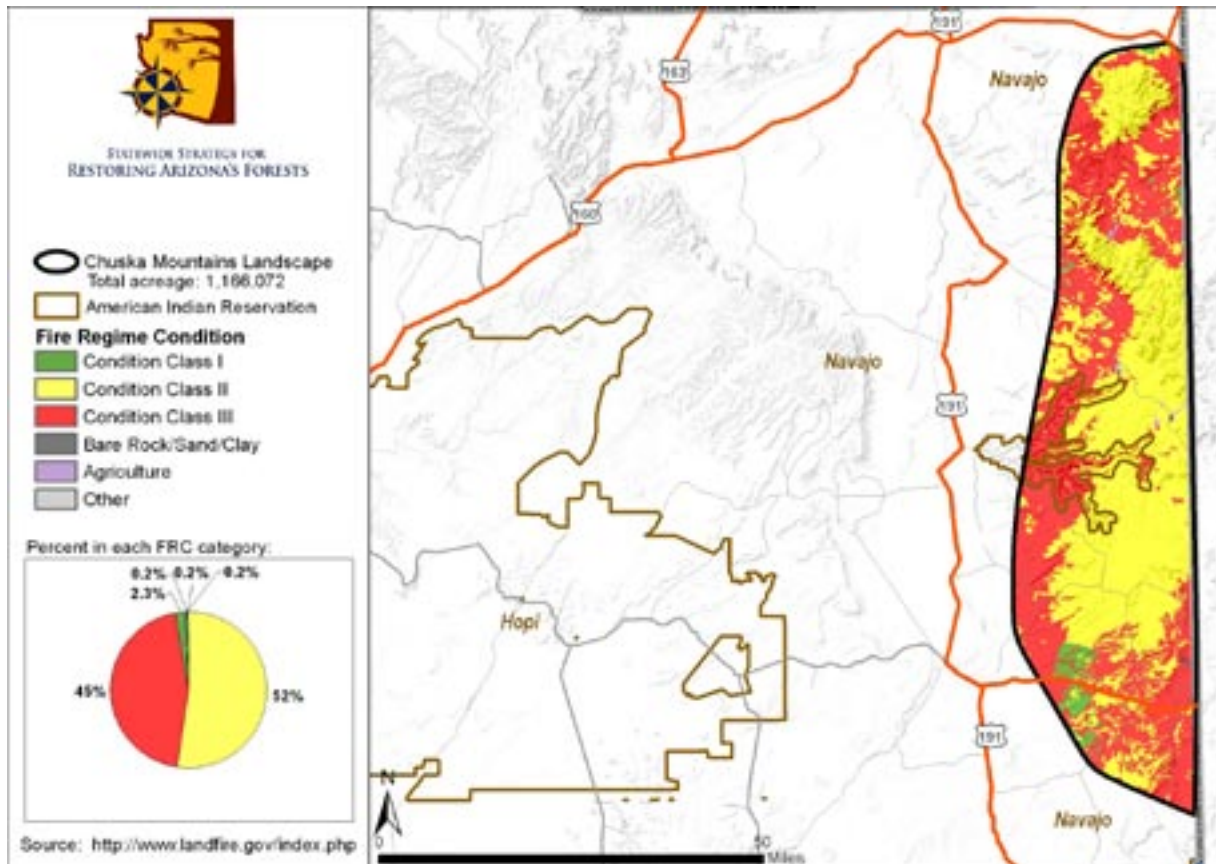 STATEWIDE STRATEGY FOR
RESTORING ARIZONA'S FORESTS
Chuska Mountains Landscape
Total acreage: 1,166,072
American Indian Reservation
Fire Regime Condition
Condition Class I
Condition Class II
Condition Class III
Bare Rock/Sand/Clay
Agriculture
Other
Percent in each FRC category:
0.2% 0.2% 0.2%
2.3%
45%
52%
Source: http://www.landfire.gov/index.php
191
163
Navajo
160
Navajo
191
Hopi
191
Navajo
N
0
50
Miles